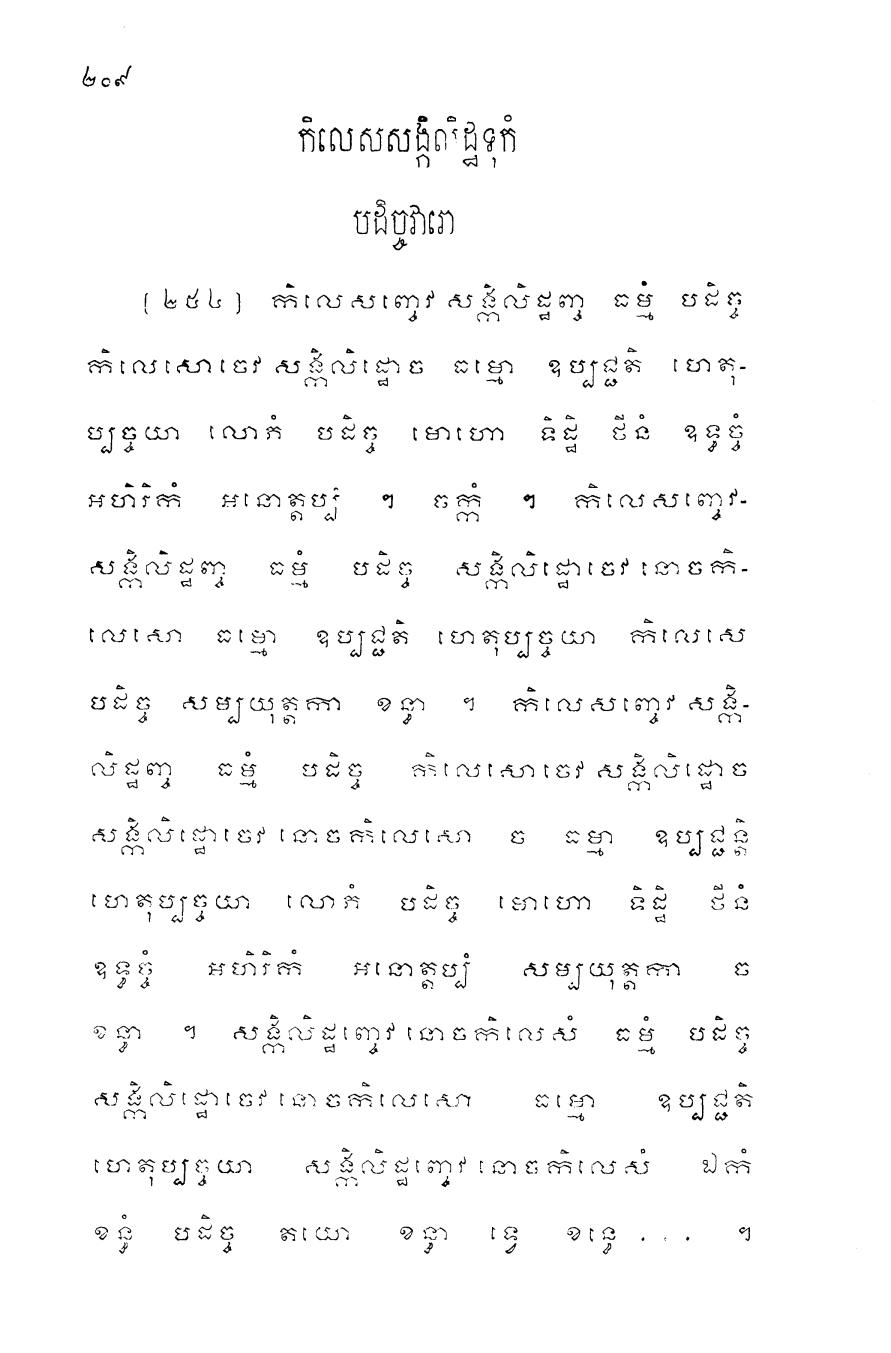 ២០៩
កិលេសសង្កិលិដ្ឋទុកំ
បដិច្ចវារោ
[២៥៤] កិលេសញ្ចេវ សង្កិលិដ្ឋញ្ច ធម្មំ បដិច្ច
កិលេសោចេវ សង្កិលិដ្ឋោច ធម្មោ ឧប្បជ្ជតិ ហេតុ-
ប្បច្ចយា លោភំ បដិច្ច មោហោ ទិដ្ឋិ ថីនំ ឧទ្ធច្ចំ
អហិរិកំ អនោត្តប្បំ ៗ ចក្កំ ៗ កិលេសញ្ចេវ-
សង្កិលិដ្ឋញ្ច ធម្មំ បដិច្ច សង្កិលិដ្ឋោចេវ នោចកិ-
លេសោ ធម្មោ ឧប្បជ្ជតិ ហេតុប្បច្ចយា កិលេសេ
បដិច្ច សម្បយុត្តកា ខន្ធា ៗ កិលេសញ្ចេវ សង្កិ-
លិដ្ឋញ្ច ធម្មំ បដិច្ច កិលេសោចេវ សង្កិលិដ្ឋោច
សង្កិលិដ្ឋោចេវ នោចកិលេសោ ច ធម្មា ឧប្បជ្ជន្តិ
ហេតុប្បច្ចយា លោភំ បដិច្ច មោហោ ទិដ្ឋិ ថីនំ
ឧទ្ធច្ចំ អហិរិកំ អនោត្តប្បំ សម្បយុត្តកា ច
ខន្ធា ៗ សង្កិលិដ្ឋញ្ចេវ នោចកិលេសំ ធម្មំ បដិច្ច
សង្កិលិដ្ឋោចេវ នោចកិលេសោ ធម្មោ ឧប្បជ្ជតិ
ហេតុប្បច្ចយា សង្កិលិដ្ឋញ្ចេវ នោចកិលេសំ ឯកំ
ខន្ធំ បដិច្ច តយោ ខន្ធា ទ្វេ ខន្ធេ ... ៗ